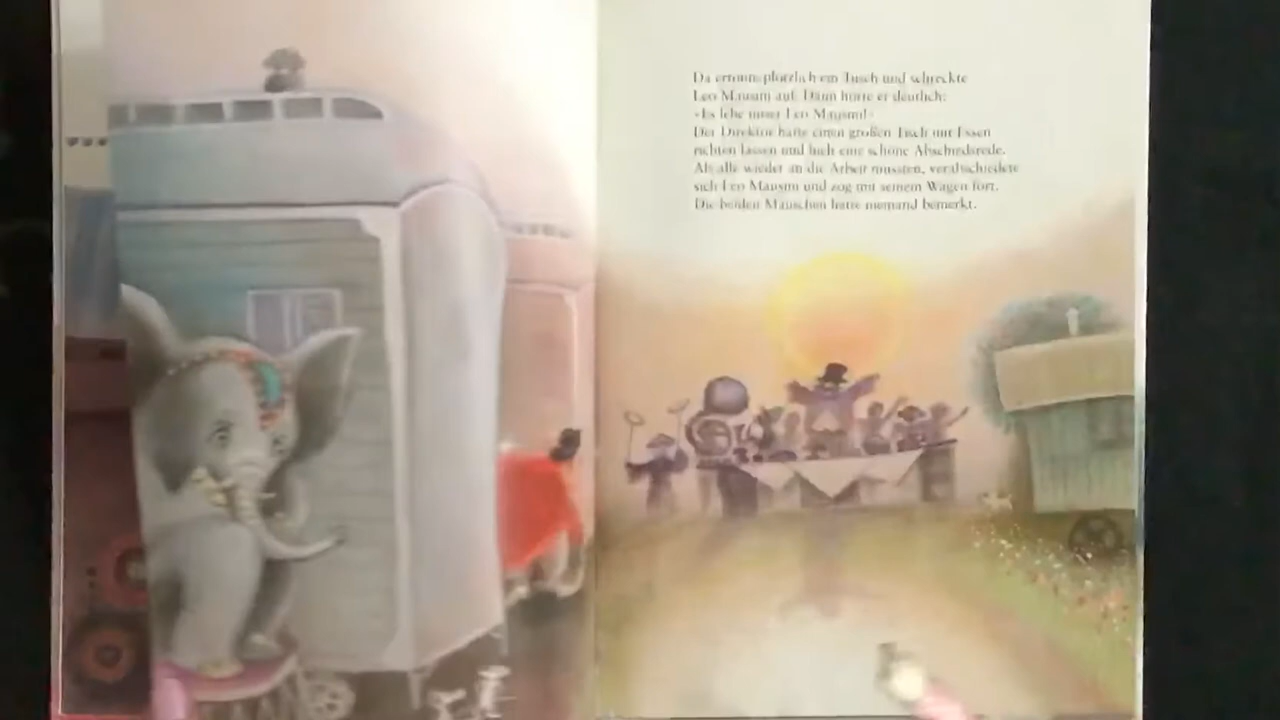 Da ertönte plötzlich ein Tusch und schreckte
Leo Mausini auf. Dann hörte er deutlich:
»Es lebe unser Leo Mausini!«
Der Direktor hatte einen großen Tisch mit Essen
richten lassen und hielt eine schöne Abschiedsrede.
Als alle wieder an die Arbeit mussten, verabschiedete
sich Leo Mausini und zog mit seinem Wagen fort.
Die beiden Mäuschen hatte niemand bemerkt.